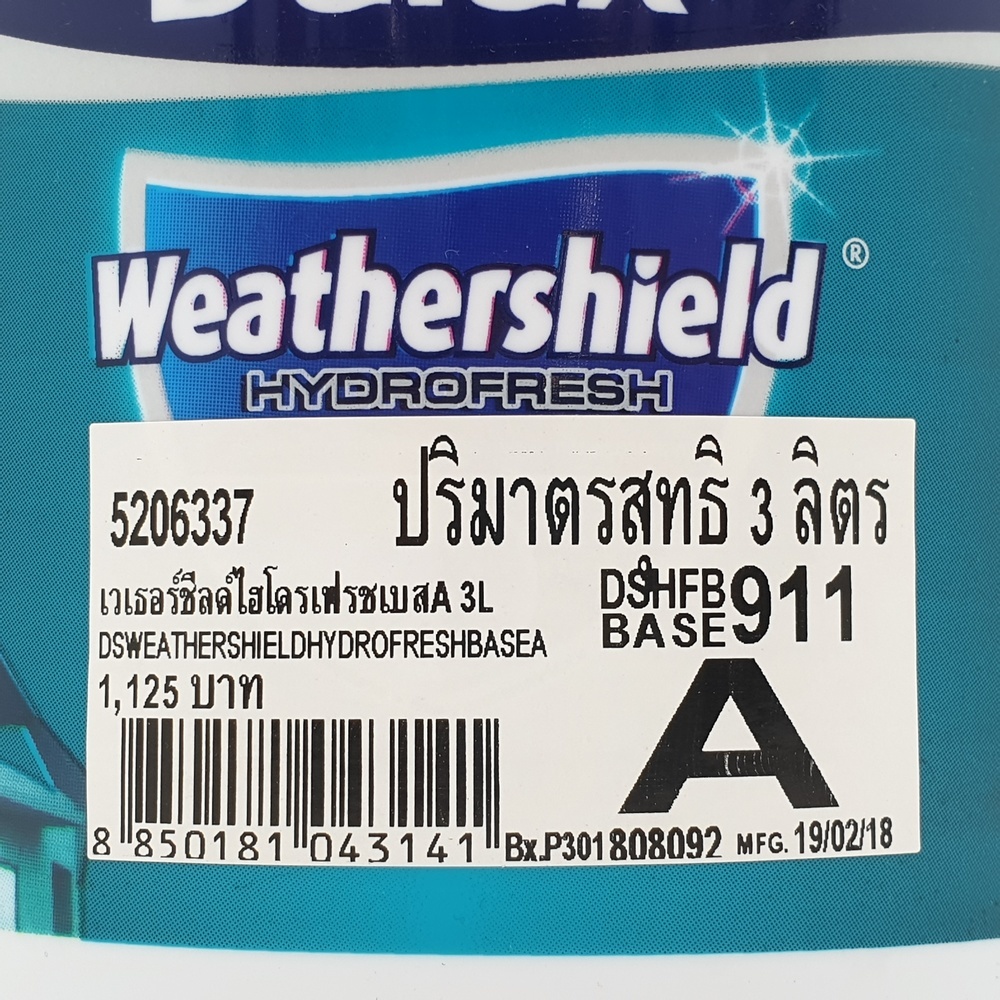 Dulux
Weathershield®
HYDROFRESH
5206337
ปริมาตรสุทธิ 3 ลิตร
เวเธอร์ชีลด์ไฮโดรเฟรชเบสA 3L
DSWEATHERSHIELDHYDROFRESHBASEA
1,125 บาท
DSHFB
BASE
911
A
8 850181 043141
Bx.P301808092 MFG. 19/02/18